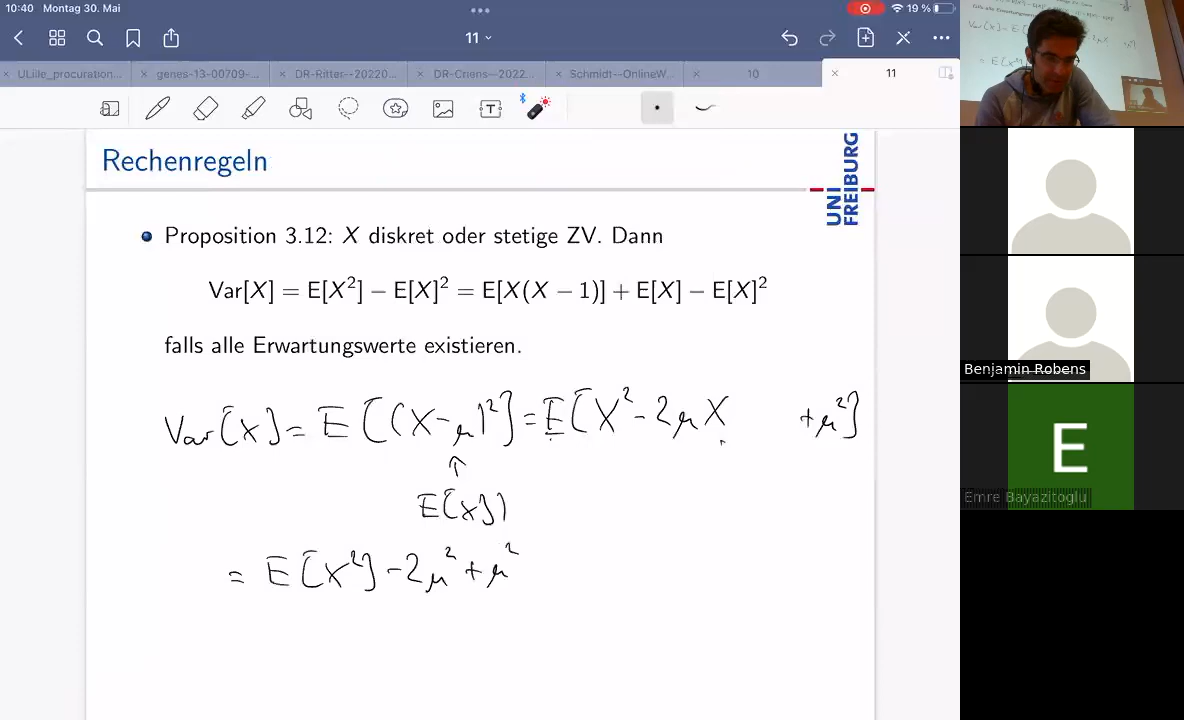 10:40 Montag 30. Mai
19 %
11
ULille_procuration...
genes-13-00709-...
DR-Ritter--20220...
DR-Criens--2022...
Schmidt--OnlineW...
10
11
Rechenregeln
UNI
FREIBURG
Proposition 3.12: X diskret oder stetige ZV. Dann
Var[X] = E[X²] − E[X]² = E[X(X − 1)] + E[X] − E[X]²
falls alle Erwartungswerte existieren.
Var[X] = E[(X-μ)²] = E[X² - 2μX + μ²]
↑
E[X])
= E[X²] - 2μ² + μ²
Benjamin Robens
E
Emre Bayazitoglu